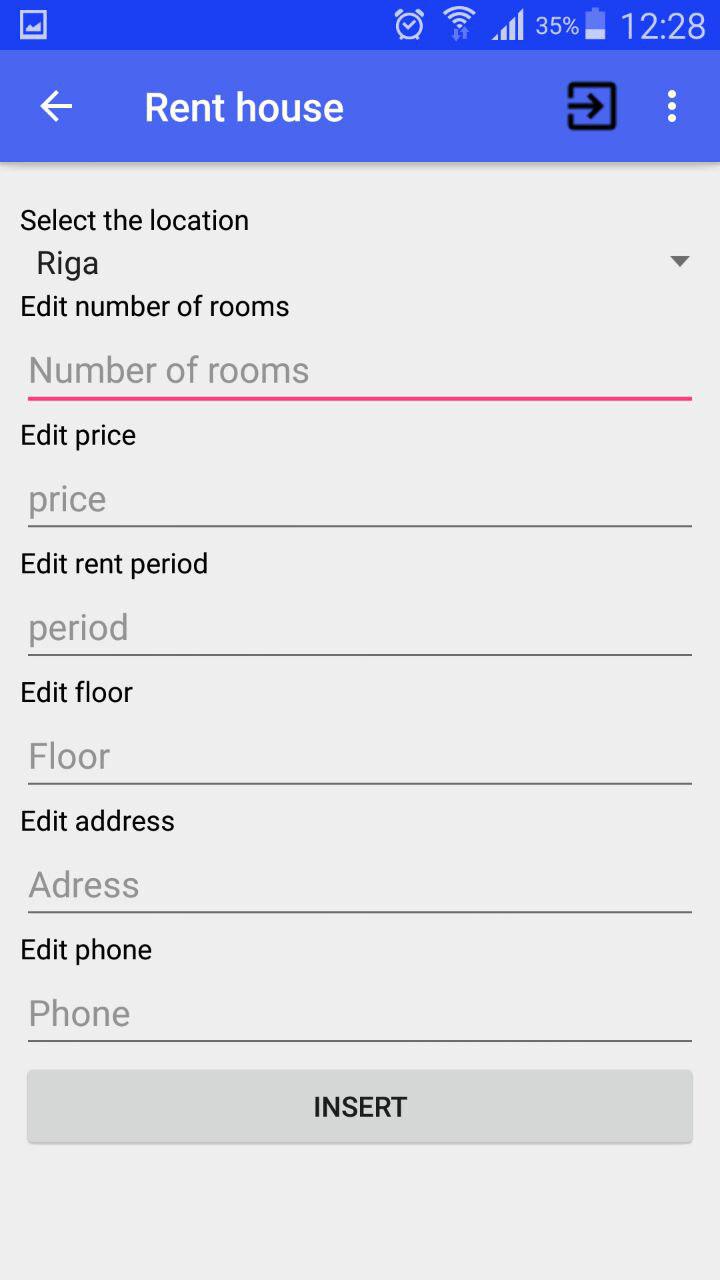 35% 12:28
Rent house
Select the location
Riga
Edit number of rooms
Number of rooms
Edit price
price
Edit rent period
period
Edit floor
Floor
Edit address
Adress
Edit phone
Phone
INSERT